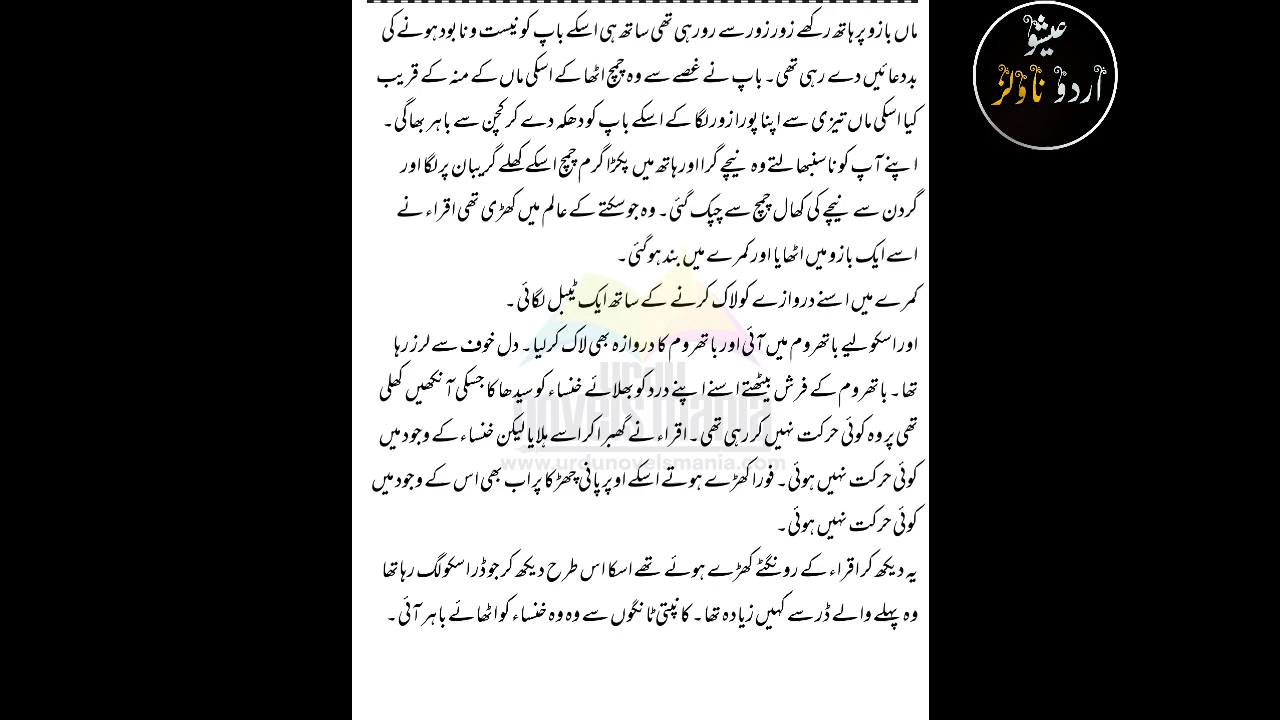 ماں بازو پر ہاتھ رکھے زور زور سے رو رہی تھی ساتھ ہی اسکے باپ کو نیست و نابود ہونے کی
بددعائیں دے رہی تھی۔ باپ نے غصے سے وہ چمچ اٹھا کے اسکی ماں کے منہ کے قریب
کیا اسکی ماں تیزی سے اپنا پورا زور لگا کے اسکے باپ کو دھکہ دے کر کچن سے باہر بھاگی۔
اپنے آپ کو نا سنبھالتے وہ نیچے گرا اور ہاتھ میں پکڑا گرم چمچ اسکے کھلے گریبان پر لگا اور
گردن سے نیچے کی کھال چمچ سے چپک گئی۔ وہ جو سکتے کے عالم میں کھڑی تھی اقراء نے
اسے ایک بازو میں اٹھایا اور کمرے میں بند ہو گئی۔
کمرے میں اسنے دروازے کو لاک کرنے کے ساتھ ایک ٹیبل لگائی۔
اور اسکو لیے باتھروم میں آئی اور باتھروم کا دروازہ بھی لاک کر لیا۔ دل خوف سے لرز رہا
تھا۔ باتھروم کے فرش بیٹھتے اسنے اپنے درد کو بھلائے خنساء کو سیدھا کا جسکی آنکھیں کھلی
تھی پر وہ کوئی حرکت نہیں کر رہی تھی۔ اقراء نے گھبرا کر اسے ہلایا لیکن خنساء کے وجود میں
کوئی حرکت نہیں ہوئی۔ فورا کھڑے ہوتے اسکے اوپر پانی چھڑکا پر اب بھی اس کے وجود میں
کوئی حرکت نہیں ہوئی۔
یہ دیکھ کر اقراء کے رونگٹے کھڑے ہوئے تھے اسکا اس طرح دیکھ کر جو ڈر اسکو لگ رہا تھا
وہ پہلے والے ڈر سے کہیں زیادہ تھا۔ کانپتی ٹانگوں سے وہ وہ خنساء کو اٹھائے باہر آئی۔
عیشو
اردو ناولز
URDU
novels mania
www.urdunovelsmania.com